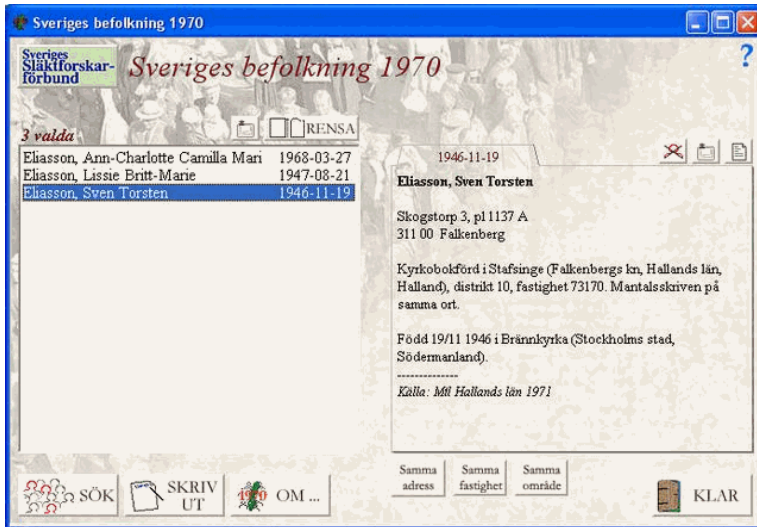 Sveriges befolkning 1970
Sveriges
Släktforskar-
förbund
Sveriges befolkning 1970
?
3 valda
RENSA
Eliasson, Ann-Charlotte Camilla Mari 1968-03-27
Eliasson, Lissie Britt-Marie 1947-08-21
Eliasson, Sven Torsten 1946-11-19
1946-11-19
Eliasson, Sven Torsten
Skogstorp 3, pl 1137 A
311 00 Falkenberg
Kyrkobokförd i Stafsinge (Falkenbergs kn, Hallands län,
Halland), distrikt 10, fastighet 73170. Mantalsskriven på
samma ort.
Född 19/11 1946 i Brännkyrka (Stockholms stad,
Södermanland).
--------------
Källa: Mtl Hallands län 1971
Samma
adress
Samma
fastighet
Samma
område
SÖK
SKRIV
UT
1970
OM ...
KLAR